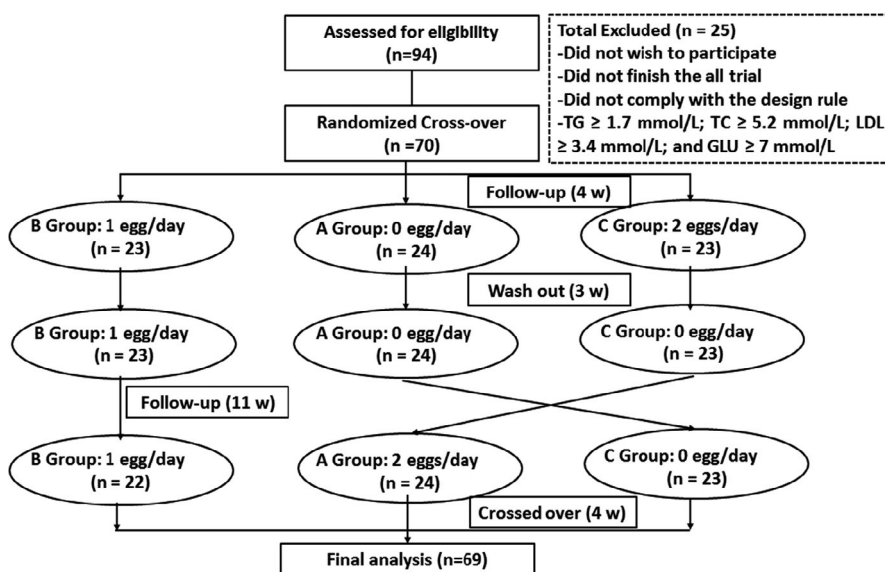 Assessed for eligibility
(n=94)
Total Excluded (n = 25)
-Did not wish to participate
-Did not finish the all trial
-Did not comply with the design rule
-TG ≥ 1.7 mmol/L; TC ≥ 5.2 mmol/L; LDL
≥ 3.4 mmol/L; and GLU ≥ 7 mmol/L
Randomized Cross-over
(n =70)
Follow-up (4 w)
B Group: 1 egg/day
(n = 23)
A Group: 0 egg/day
(n = 24)
C Group: 2 eggs/day
(n = 23)
Wash out (3 w)
B Group: 1 egg/day
(n = 23)
A Group: 0 egg/day
(n = 24)
C Group: 0 egg/day
(n = 23)
Follow-up (11 w)
B Group: 1 egg/day
(n = 22)
A Group: 2 eggs/day
(n = 24)
C Group: 0 egg/day
(n = 23)
Crossed over (4 w)
Final analysis (n=69)